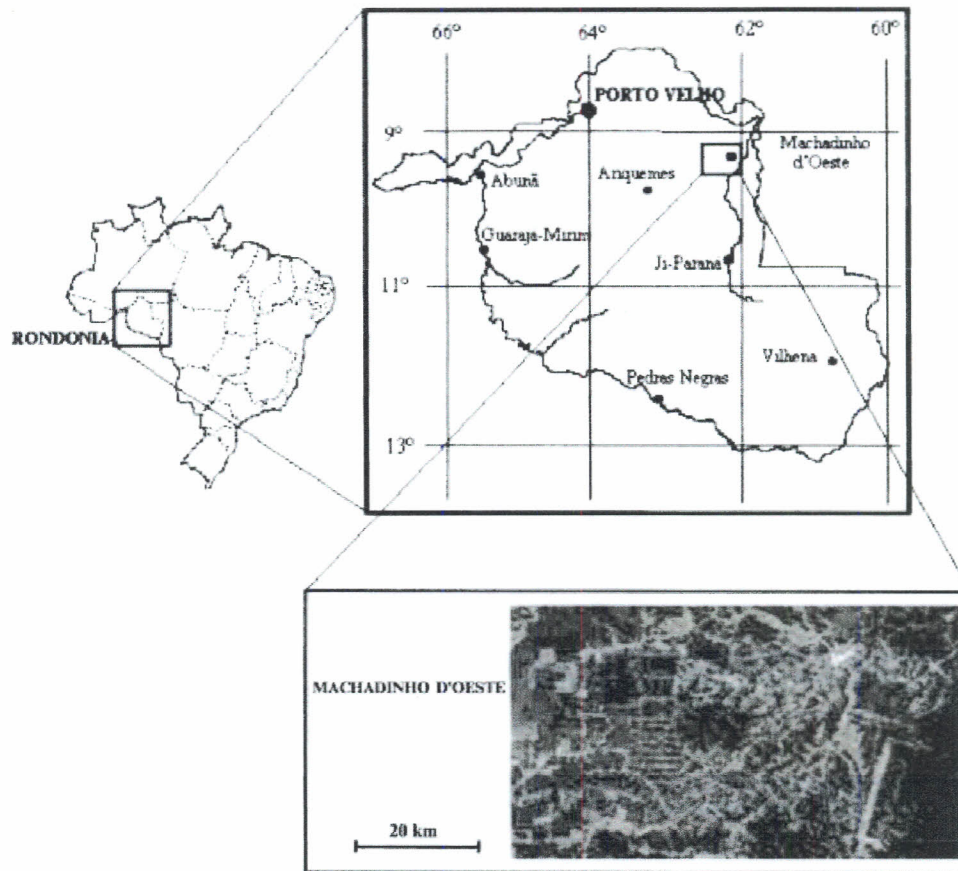 66° 64° 62° 60°
PORTO VELHO
9°
Machadinho
d'Oeste
Ariquemes
Abunã
Guaraja-Mirim
Ji-Parana
11°
RONDONIA
Vilhena
Pedras Negras
13°
MACHADINHO D'OESTE
20 km